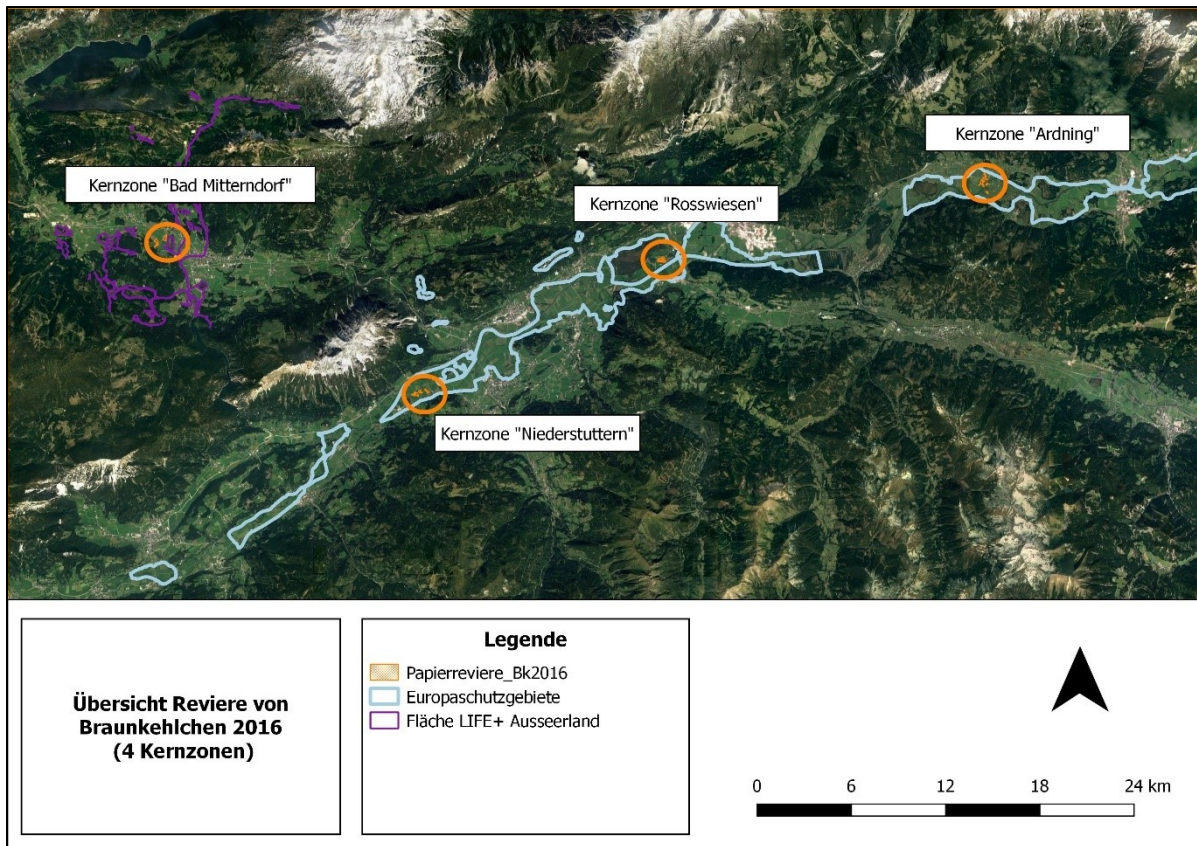 Kernzone "Ardning"
Kernzone "Bad Mitterndorf"
Kernzone "Rosswiesen"
Kernzone "Niederstuttern"
Übersicht Reviere von
Braunkehlchen 2016
(4 Kernzonen)
Legende
Papierreviere_Bk2016
Europaschutzgebiete
Fläche LIFE+ Ausseerland
0 6 12 18 24 km